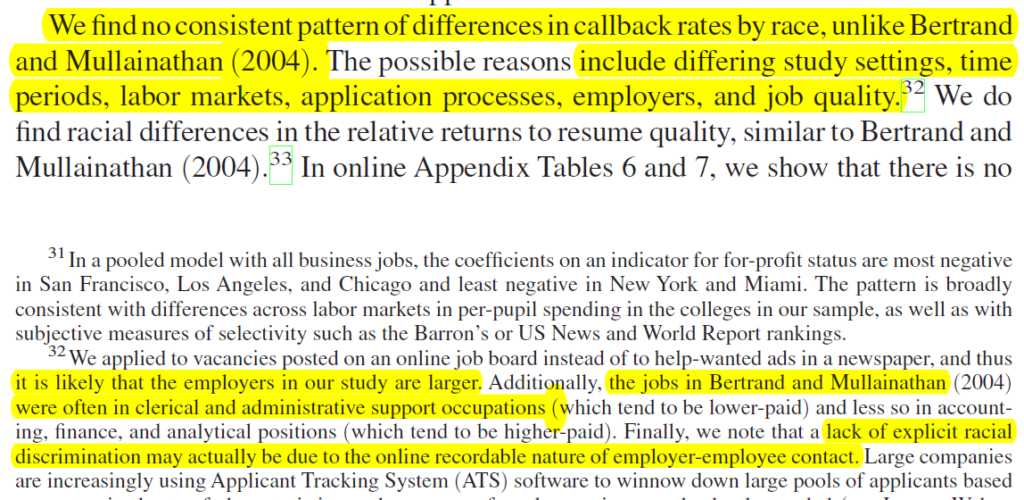 We find no consistent pattern of differences in callback rates by race, unlike Bertrand
and Mullainathan (2004). The possible reasons include differing study settings, time
periods, labor markets, application processes, employers, and job quality.32 We do
find racial differences in the relative returns to resume quality, similar to Bertrand and
Mullainathan (2004).33 In online Appendix Tables 6 and 7, we show that there is no
31 In a pooled model with all business jobs, the coefficients on an indicator for for-profit status are most negative
in San Francisco, Los Angeles, and Chicago and least negative in New York and Miami. The pattern is broadly
consistent with differences across labor markets in per-pupil spending in the colleges in our sample, as well as with
subjective measures of selectivity such as the Barron's or US News and World Report rankings.
32 We applied to vacancies posted on an online job board instead of to help-wanted ads in a newspaper, and thus
it is likely that the employers in our study are larger. Additionally, the jobs in Bertrand and Mullainathan (2004)
were often in clerical and administrative support occupations (which tend to be lower-paid) and less so in account-
ing, finance, and analytical positions (which tend to be higher-paid). Finally, we note that a lack of explicit racial
discrimination may actually be due to the online recordable nature of employer-employee contact. Large companies
are increasingly using Applicant Tracking System (ATS) software to winnow down large pools of applicants based